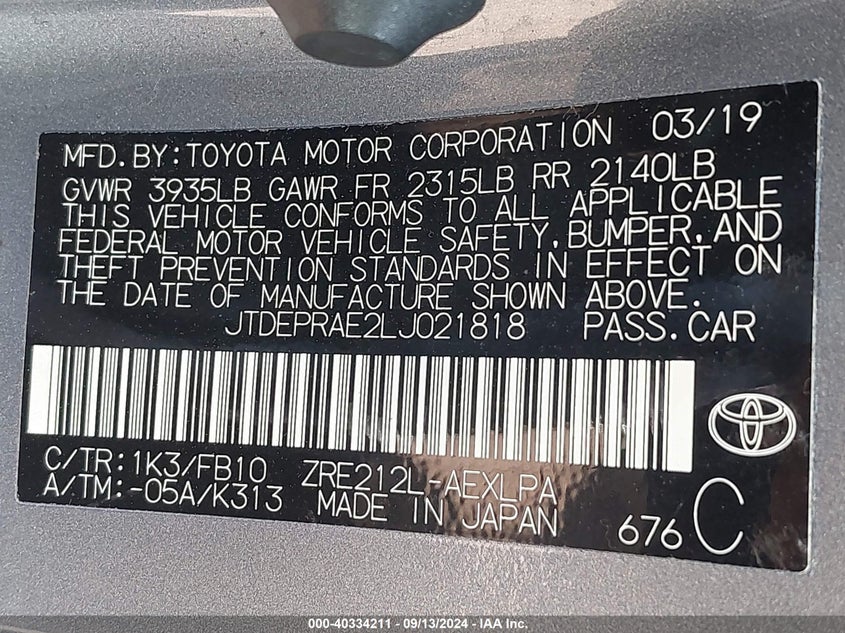 MFD.BY:TOYOTA MOTOR CORPORATION 03/19
GVWR 3935LB GAWR FR 2315LB RR 2140LB
THIS VEHICLE CONFORMS TO ALL APPLICABLE
FEDERAL MOTOR VEHICLE SAFETY,BUMPER,AND
THEFT PREVENTION STANDARDS IN EFFECT ON
THE DATE OF MANUFACTURE SHOWN ABOVE.
JTDEPRAE2LJ021818 PASS.CAR
C/TR:1K3/FB10 ZRE212L-AEXLPA
A/TM:-05A/K313 MADE IN JAPAN 676 C
000-40334211 - 09/13/2024 - IAA Inc.